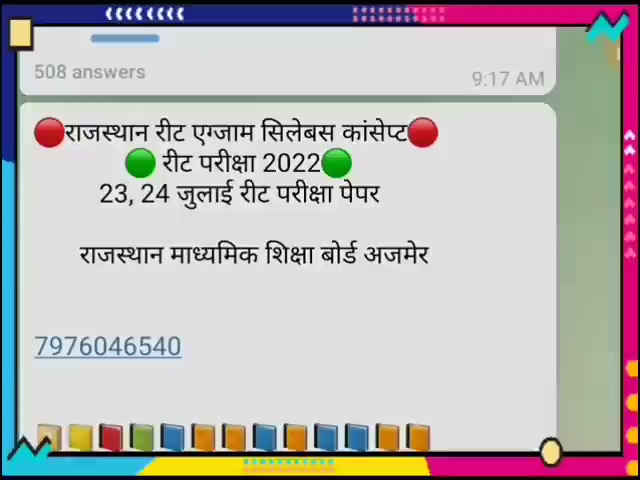 508 answers
9:17 AM
राजस्थान रीट एग्जाम सिलेबस कांसेप्ट
रीट परीक्षा 2022
23, 24 जुलाई रीट परीक्षा पेपर
राजस्थान माध्यमिक शिक्षा बोर्ड अजमेर
7976046540